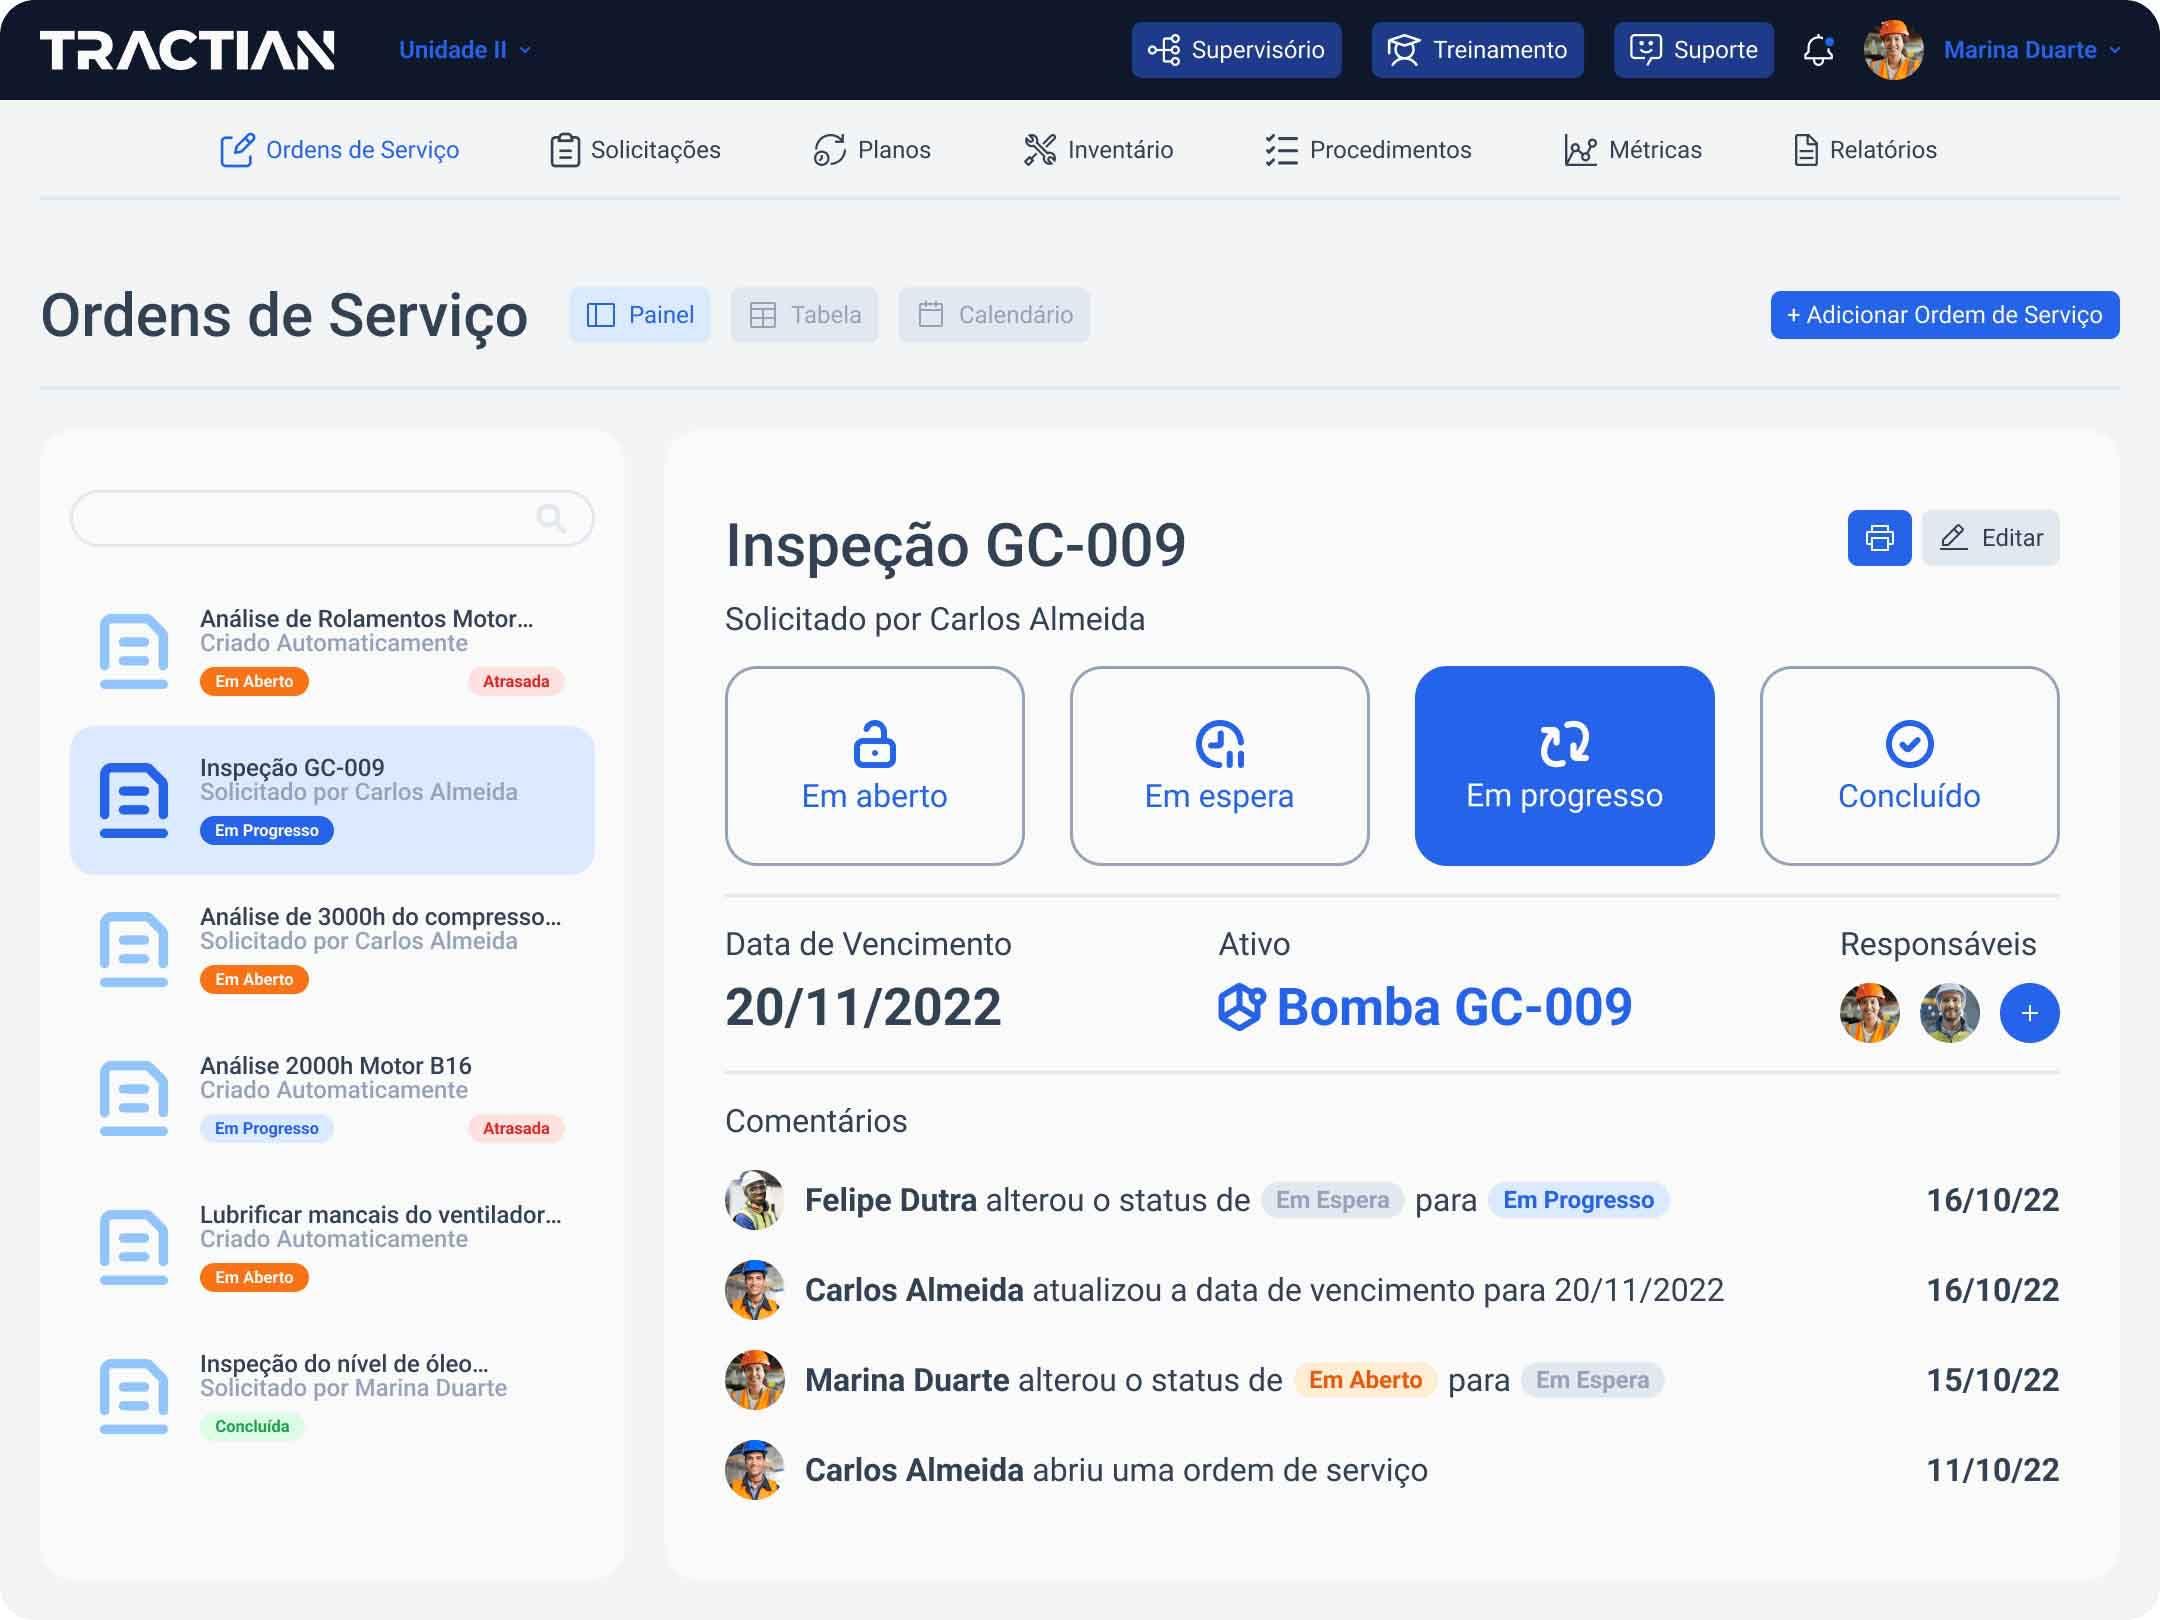 TRACTIAN
Unidade II
Supervisório
Treinamento
Suporte
Marina Duarte
Ordens de Serviço
Solicitações
Planos
Inventário
Procedimentos
Métricas
Relatórios
Ordens de Serviço
Painel
Tabela
Calendário
+ Adicionar Ordem de Serviço
Análise de Rolamentos Motor...
Criado Automaticamente
Em Aberto
Atrasada
Inspeção GC-009
Solicitado por Carlos Almeida
Em Progresso
Análise de 3000h do compresso...
Solicitado por Carlos Almeida
Em Aberto
Análise 2000h Motor B16
Criado Automaticamente
Em Progresso
Atrasada
Lubrificar mancais do ventilador...
Criado Automaticamente
Em Aberto
Inspeção do nível de óleo...
Solicitado por Marina Duarte
Concluída
Inspeção GC-009
Editar
Solicitado por Carlos Almeida
Em aberto
Em espera
Em progresso
Concluído
Data de Vencimento
20/11/2022
Ativo
Bomba GC-009
Responsáveis
+
Comentários
Felipe Dutra alterou o status de Em Espera para Em Progresso 16/10/22
Carlos Almeida atualizou a data de vencimento para 20/11/2022 16/10/22
Marina Duarte alterou o status de Em Aberto para Em Espera 15/10/22
Carlos Almeida abriu uma ordem de serviço 11/10/22